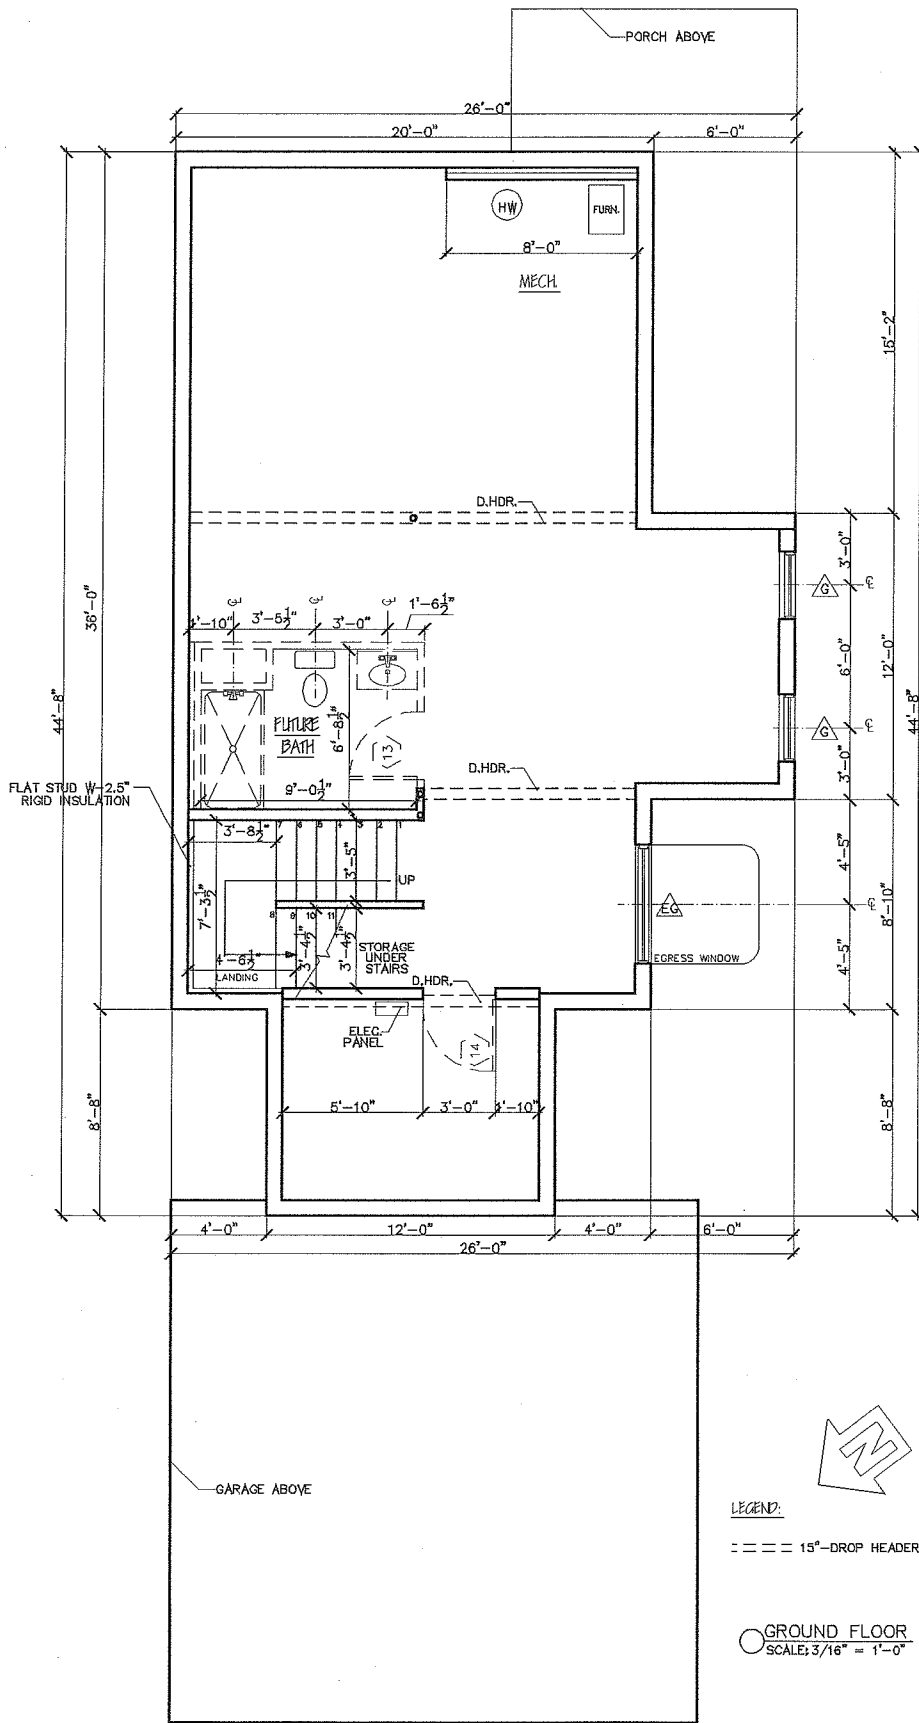 PORCH ABOVE
26'-0"
20'-0"
6'-0"
HW
FURN.
8'-0"
MECH.
15'-2"
D.HDR.
36'-0"
44'-8"
1'-10"
3'-5½"
3'-0"
1'-6½"
℄
℄
℄
3'-0"
G
℄
6'-0"
12'-0"
44'-8"
FUTURE
BATH
6'-8½"
13
G
℄
3'-0"
D.HDR.
9'-0½"
FLAT STUD W-2.5"
RIGID INSULATION
3'-8½"
7 6 5 4 3 2 1
3'-5"
UP
7'-3½"
4'-5"
EG
℄
8'-10"
8 9 10 11
3'-4½"
3'-4½"
STORAGE
UNDER
STAIRS
4'-6½"
LANDING
EGRESS WINDOW
4'-5"
D.HDR.
ELEC.
PANEL
14
5'-10"
3'-0"
1'-10"
8'-8"
8'-8"
4'-0"
12'-0"
4'-0"
6'-0"
26'-0"
N
GARAGE ABOVE
LEGEND:
15"-DROP HEADER
GROUND FLOOR
SCALE: 3/16" = 1'-0"